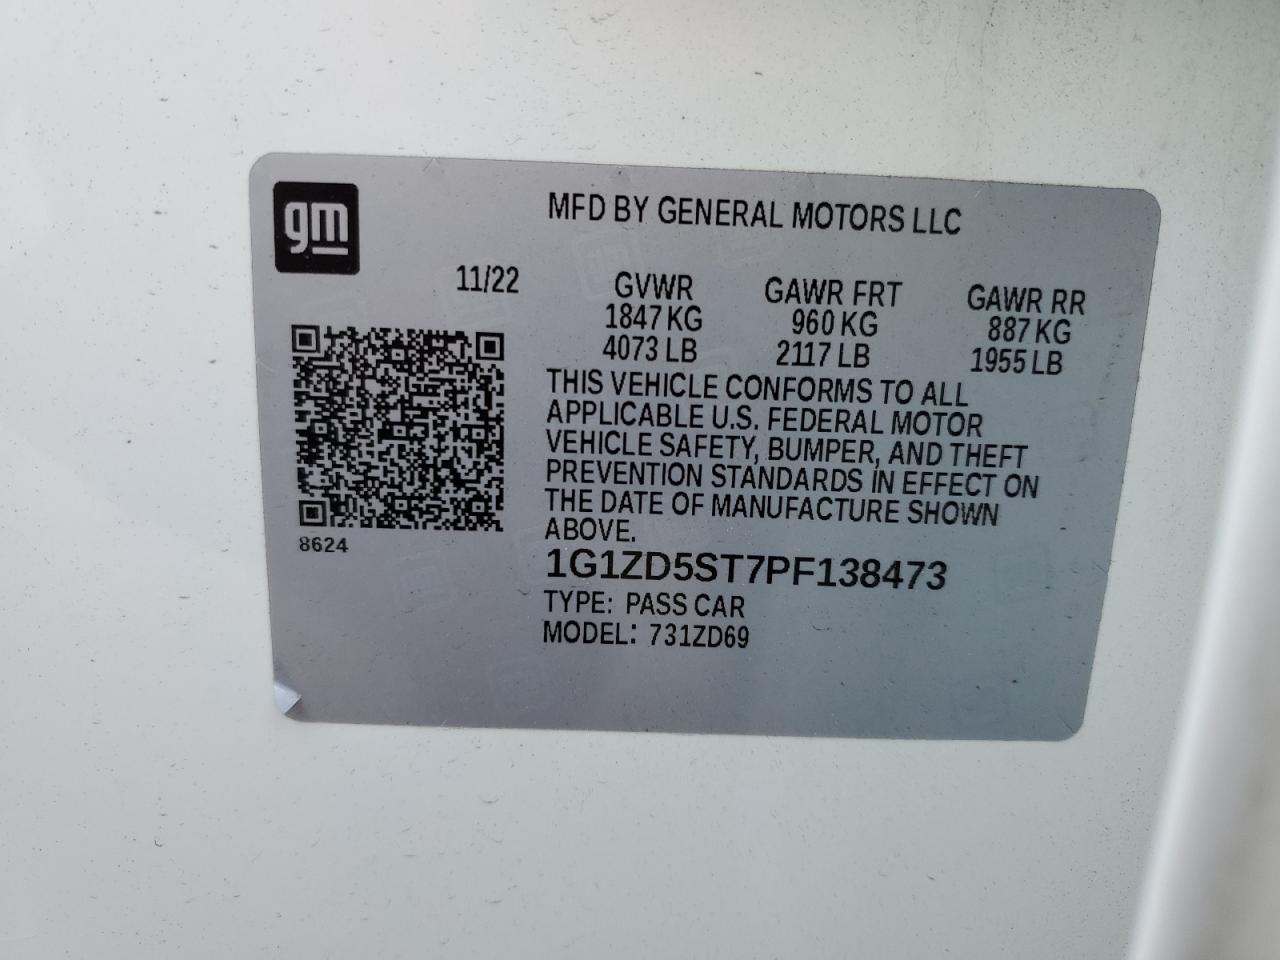 gm
MFD BY GENERAL MOTORS LLC
11/22 GVWR GAWR FRT GAWR RR
1847 KG 960 KG 887 KG
4073 LB 2117 LB 1955 LB
THIS VEHICLE CONFORMS TO ALL
APPLICABLE U.S. FEDERAL MOTOR
VEHICLE SAFETY, BUMPER, AND THEFT
PREVENTION STANDARDS IN EFFECT ON
THE DATE OF MANUFACTURE SHOWN
ABOVE.
8624
1G1ZD5ST7PF138473
TYPE: PASS CAR
MODEL: 731ZD69